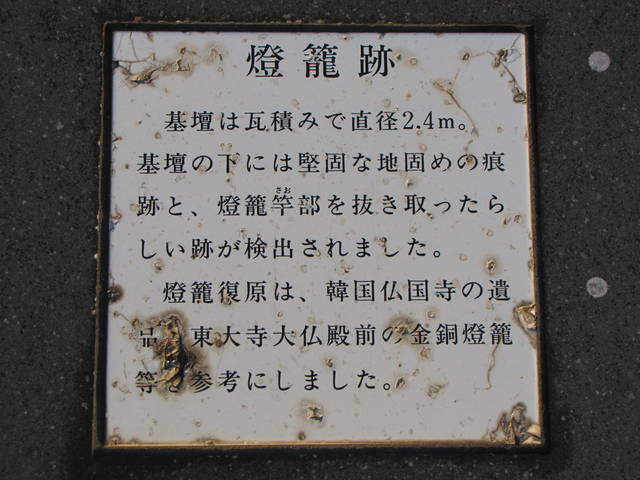 燈籠跡
基壇は瓦積みで直径2.4m。
基壇の下には堅固な地固めの痕
跡と、燈籠竿部を抜き取ったら
さお
しい跡が検出されました。
燈籠復原は、韓国仏国寺の遺
品 東大寺大仏殿前の金銅燈籠
等 参考にしました。